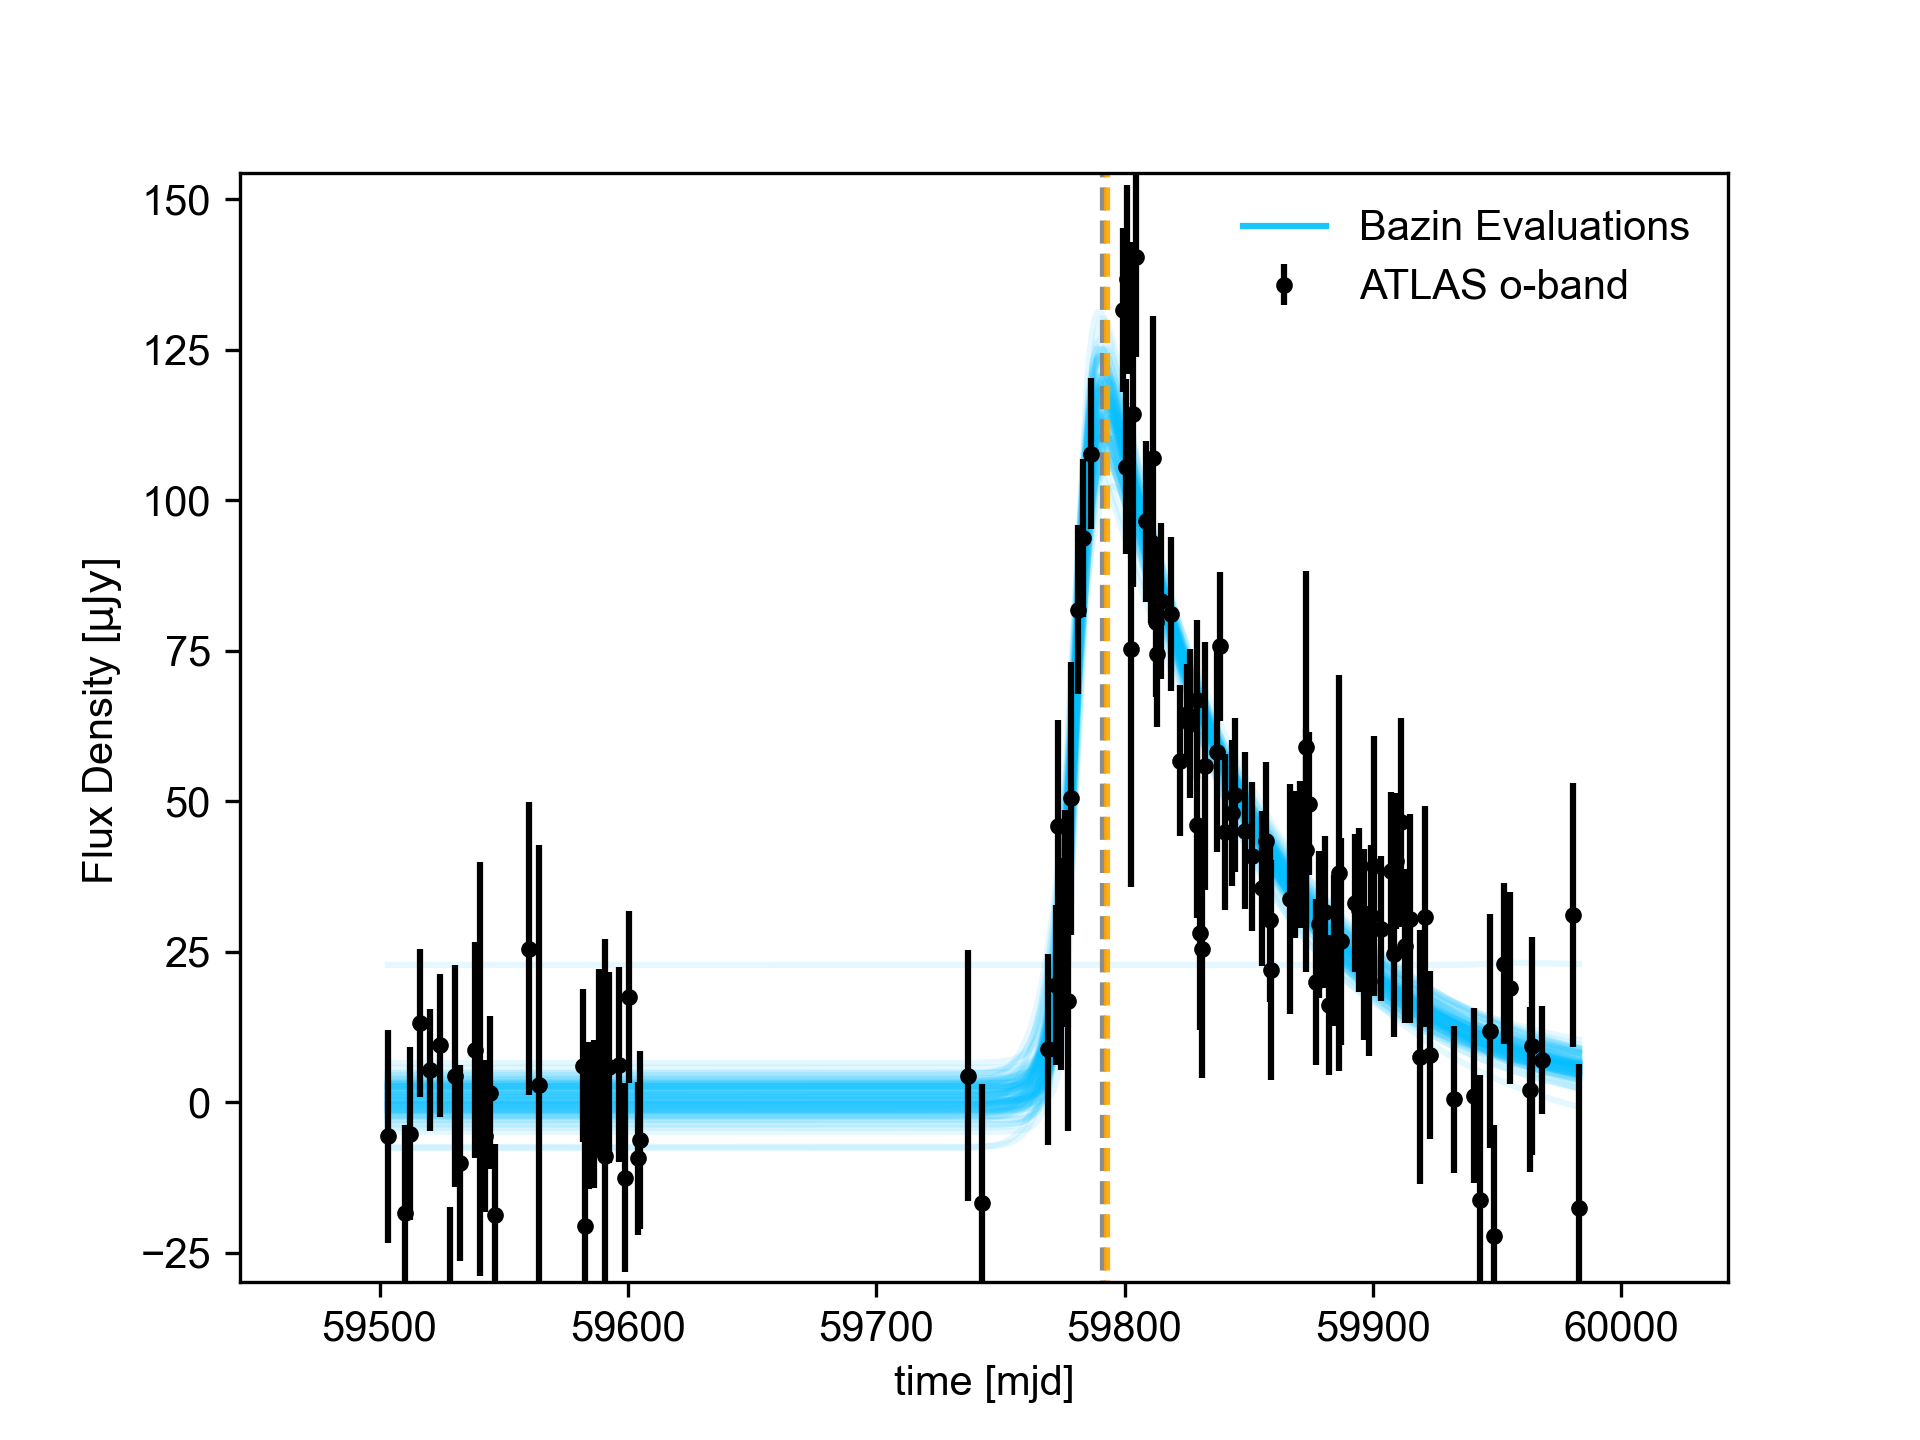 150
125
100
75
50
25
0
−25
Flux Density [µJy]
Bazin Evaluations
ATLAS o-band
59500 59600 59700 59800 59900 60000
time [mjd]